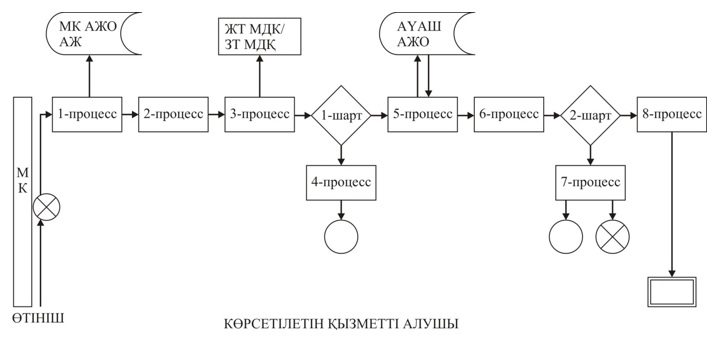 МК АЖО
АЖ
ЖТ МДК/
ЗТ МДҚ
АҮАШ
АЖО
1-процесс
2-процесс
3-процесс
1-шарт
5-процесс
6-процесс
2-шарт
8-процесс
М
К
4-процесс
7-процесс
ӨТІНІШ
КӨРСЕТІЛЕТІН ҚЫЗМЕТТІ АЛУШЫ